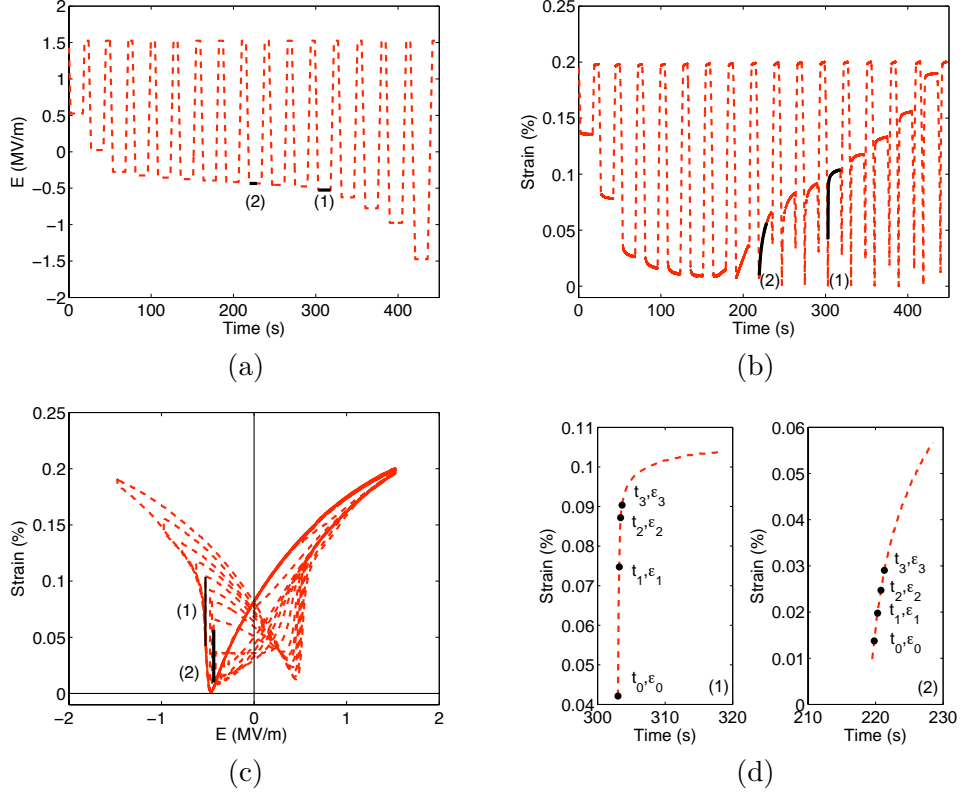 2
1.5
1
0.5
0
−0.5
−1
−1.5
−2
E (MV/m)
0 100 200 300 400
Time (s)
(2)
(1)
(a)
0.25
0.2
0.15
0.1
0.05
0
Strain (%)
0 100 200 300 400
Time (s)
(2)
(1)
(b)
0.25
0.2
0.15
0.1
0.05
0
Strain (%)
−2 −1 0 1 2
E (MV/m)
(1)
(2)
(c)
0.11
0.1
0.09
0.08
0.07
0.06
0.05
0.04
Strain (%)
300 310 320
Time (s)
t3,ε3
t2,ε2
t1,ε1
t0,ε0
(1)
0.06
0.05
0.04
0.03
0.02
0.01
0
Strain (%)
210 220 230
Time (s)
t3,ε3
t2,ε2
t1,ε1
t0,ε0
(2)
(d)